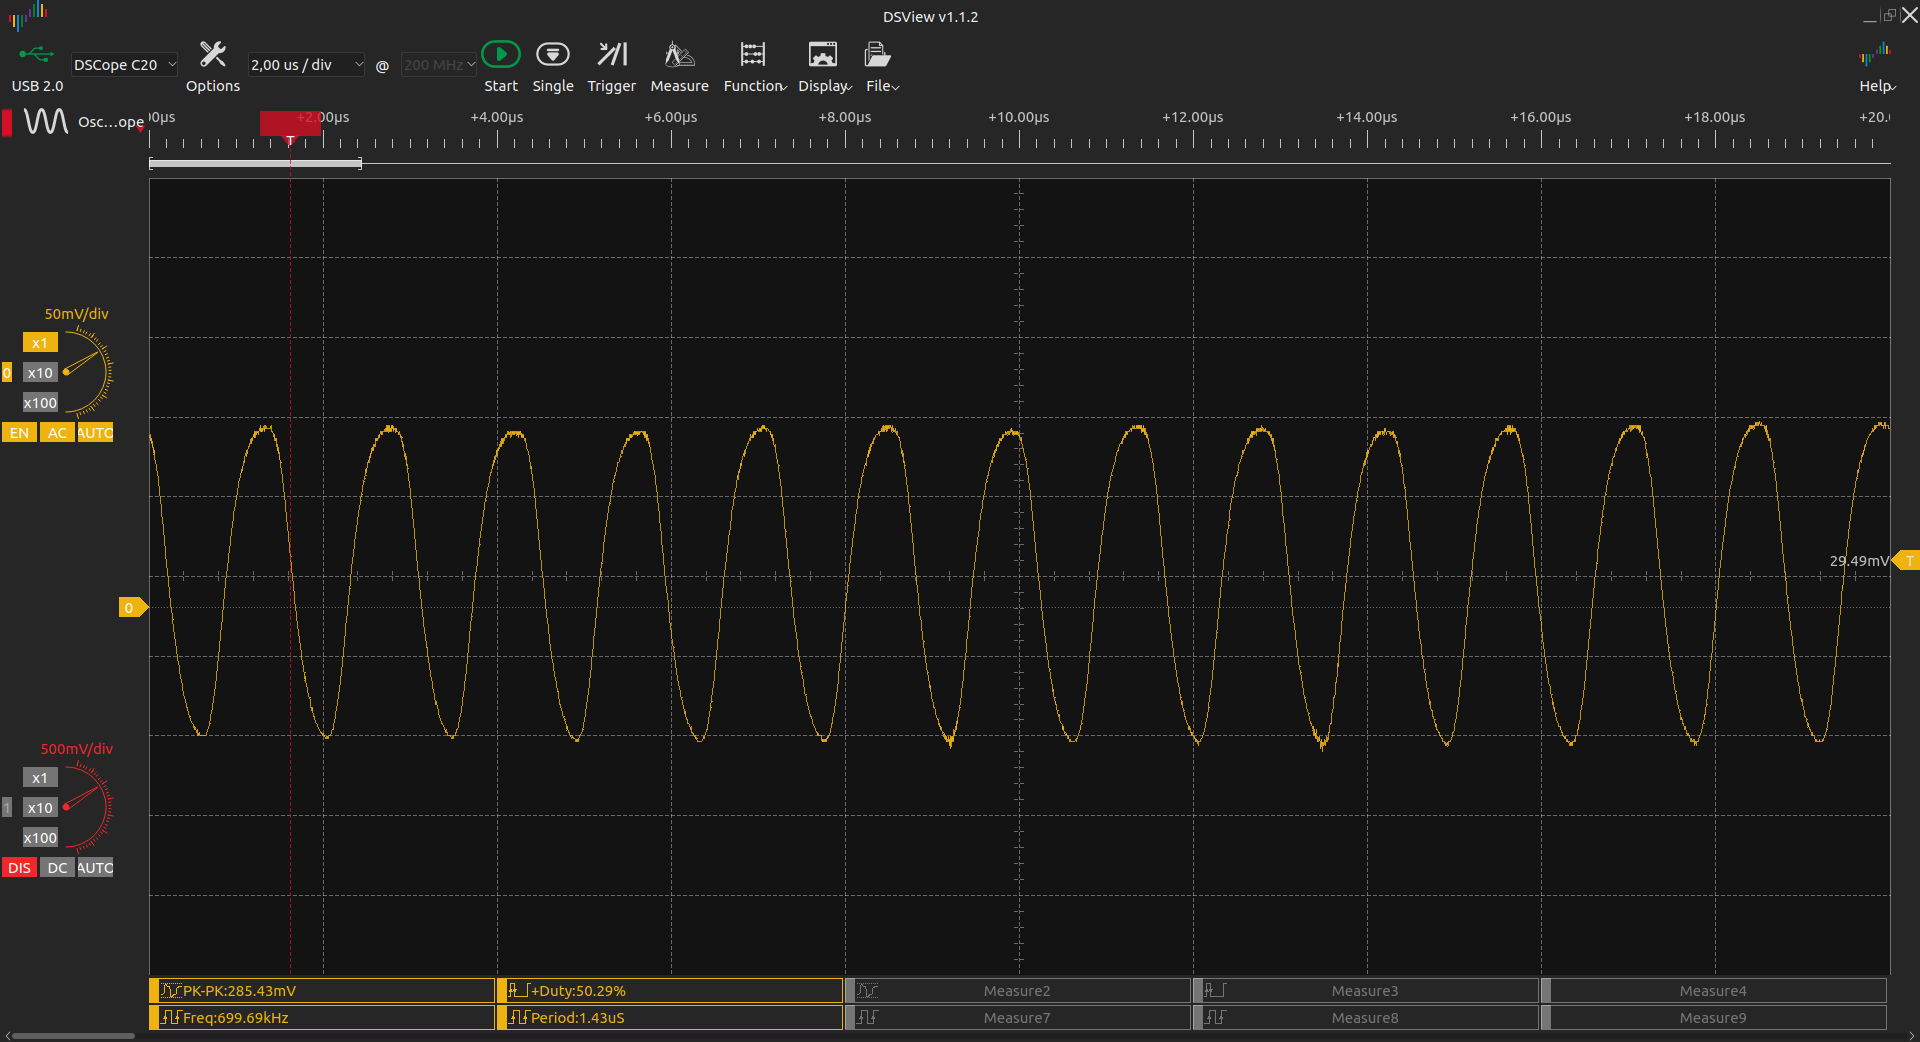 DSView v1.1.2
USB 2.0
DSCope C20
Options
2,00 us / div
@
200 MHz
Start
Single
Trigger
Measure
Function
Display
File
Help
Osc...ope
00µs
+2.00µs
+4.00µs
+6.00µs
+8.00µs
+10.00µs
+12.00µs
+14.00µs
+16.00µs
+18.00µs
+20.0
T
50mV/div
x1
0
x10
x100
EN
AC
AUTO
29.49mV
T
0
500mV/div
x1
1
x10
x100
DIS
DC
AUTO
PK-PK:285.43mV
+Duty:50.29%
Measure2
Measure3
Measure4
Freq:699.69kHz
Period:1.43uS
Measure7
Measure8
Measure9